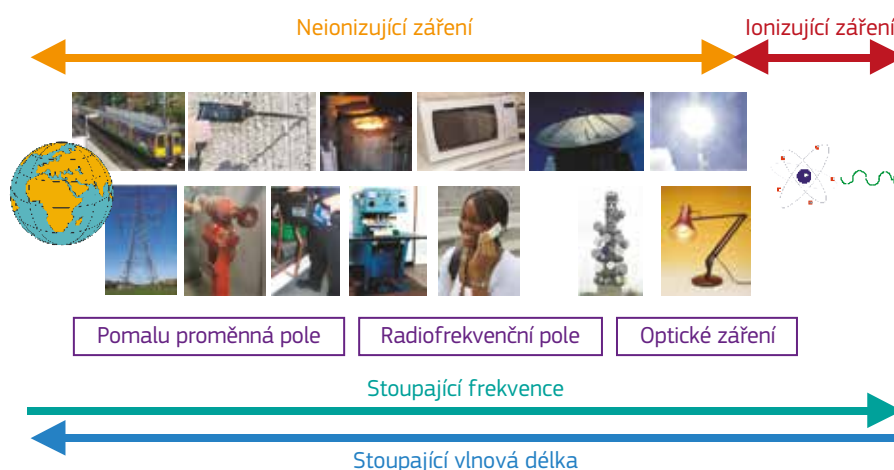 Neionizující záření
Ionizující záření
Pomalu proměnná pole
Radiofrekvenční pole
Optické záření
Stoupající frekvence
Stoupající vlnová délka